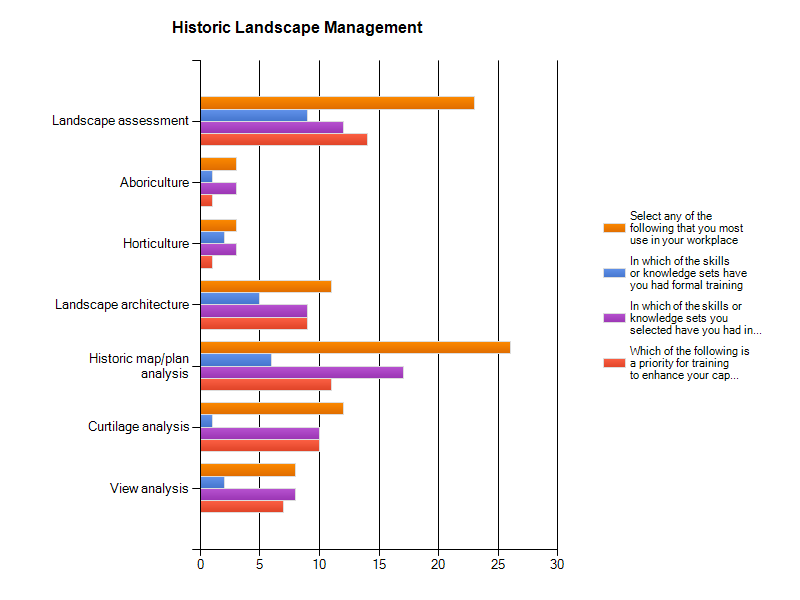 Historic Landscape Management
Landscape assessment
Aboriculture
Horticulture
Landscape architecture
Historic map/plan
analysis
Curtilage analysis
View analysis
0 5 10 15 20 25 30
Select any of the
following that you most
use in your workplace
In which of the skills
or knowledge sets have
you had formal training
In which of the skills or
knowledge sets you
selected have you had in...
Which of the following is
a priority for training
to enhance your cap...